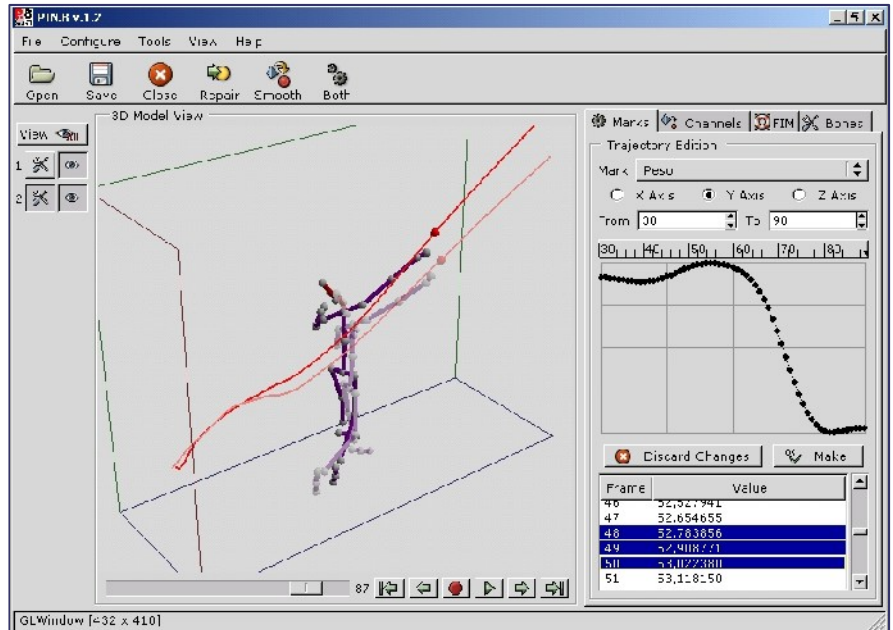 PIN.8 v.1.2
File Configure Tools View Help
Open Save Close Repair Smooth Both
3D Model View
View
1
2
87
Marks Channels FIM Bones
Trajectory Edition
Mark Peso
X Axis Y Axis Z Axis
From 30 To 90
30 40 50 60 70 80
Discard Changes Make
Frame Value
46 52,527941
47 52,654655
48 52,783856
49 52,908771
50 53,022380
51 53,118150
GLWindow [432 x 410]